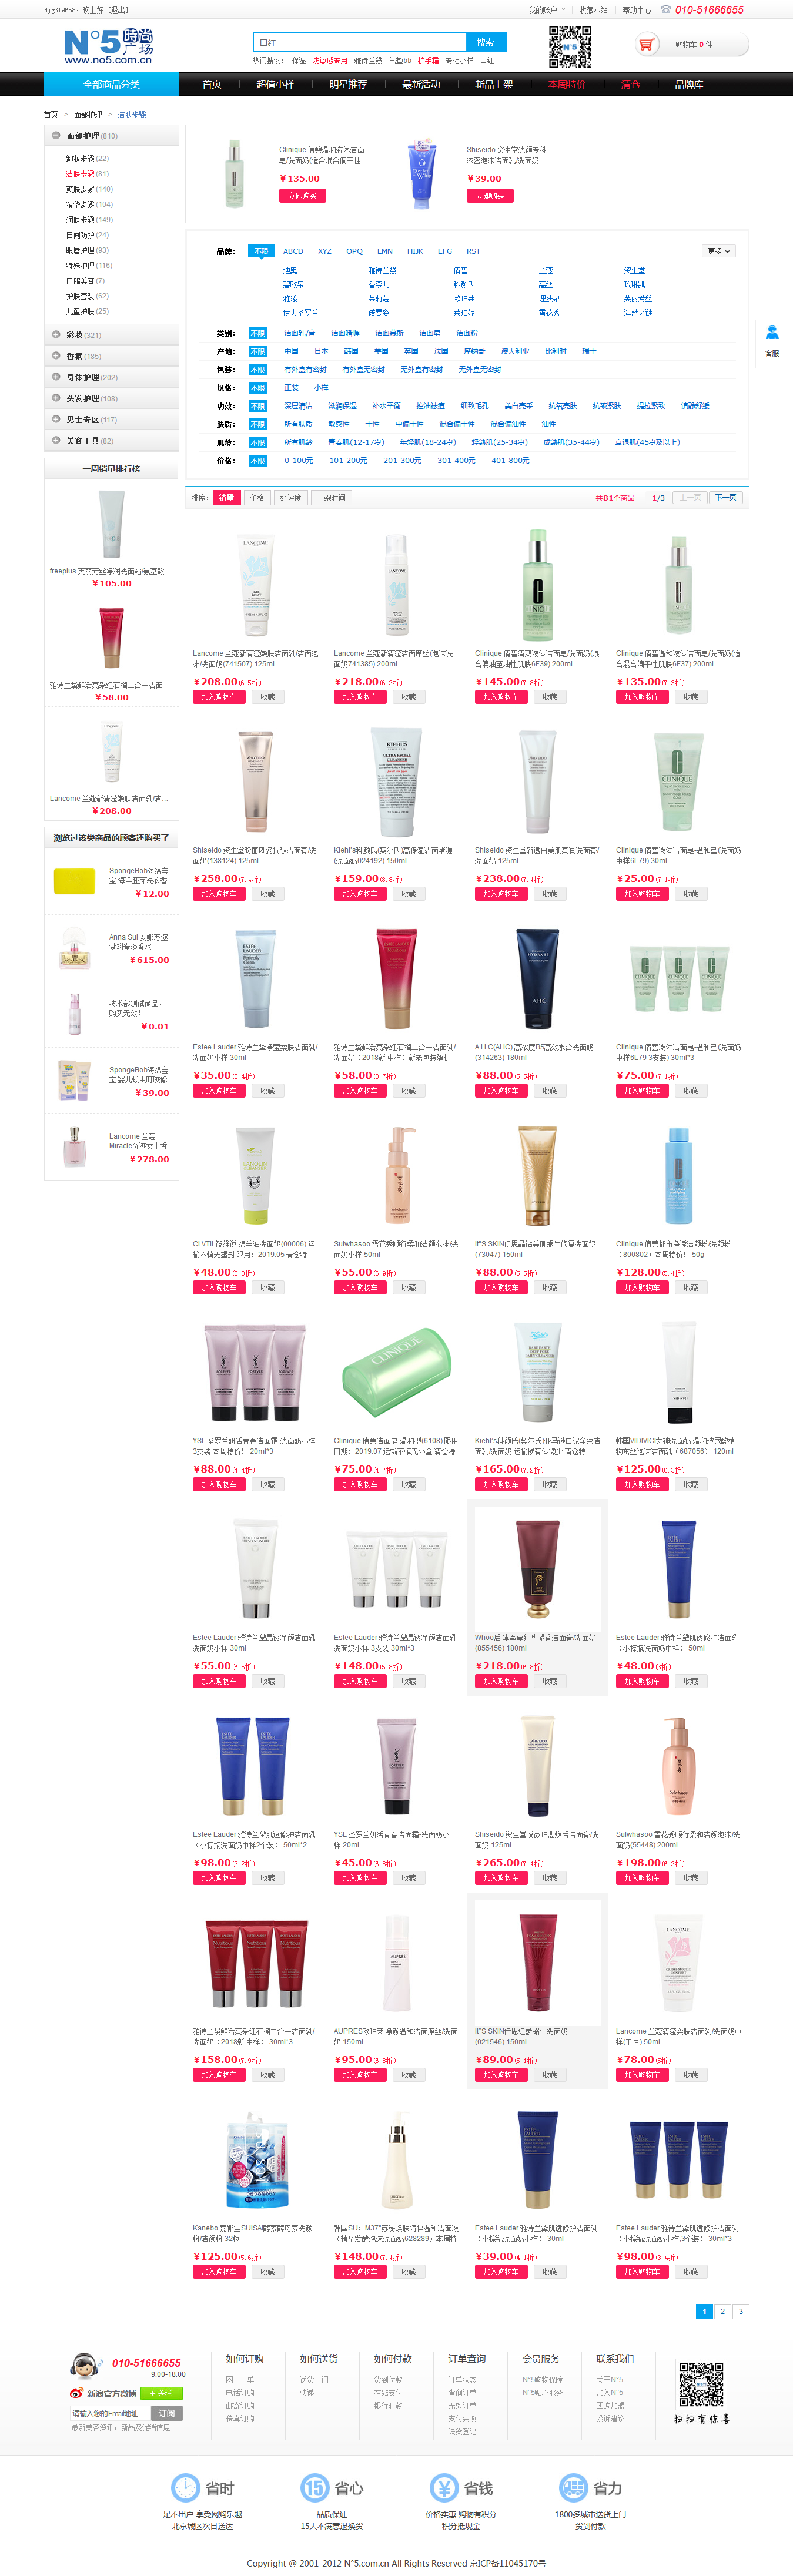 djg319668，晚上好 [退出]
我的账户 收藏本站 帮助中心 010-51666655
N°5 時尚广场
www.no5.com.cn
口红 搜索
热门搜索： 保湿 防敏感专用 雅诗兰黛 气垫bb 护手霜 专柜小样 口红
购物车 0 件
全部商品分类 首页 超值小样 明星推荐 最新活动 新品上架 本周特价 清仓 品牌库
首页 > 面部护理 > 洁肤步骤
面部护理(810)
卸妆步骤(22)
洁肤步骤(81)
爽肤步骤(140)
精华步骤(104)
润肤步骤(149)
日间防护(24)
眼唇护理(93)
特殊护理(116)
口服美容(7)
护肤套装(62)
儿童护肤(25)
彩妆(321)
香氛(185)
身体护理(202)
头发护理(108)
男士专区(117)
美容工具(82)
一周销量排行榜
freeplus 芙丽芳丝净润洗面霜/氨基酸...
￥105.00
雅诗兰黛鲜活亮采红石榴二合一洁面...
￥58.00
Lancome 兰蔻新清滢嫩肤洁面乳/洁...
￥208.00
浏览过该类商品的顾客还购买了
SpongeBob海绵宝宝 海洋胚芽洗衣香
￥12.00
Anna Sui 安娜苏逐梦翎雀淡香水
￥615.00
技术部测试商品，购买无效！
￥0.01
SpongeBob海绵宝宝 婴儿蚊虫叮咬修
￥39.00
Lancome 兰蔻Miracle奇迹女士香
￥278.00
Clinique 倩碧温和液体洁面皂/洗面奶(适合混合偏干性
￥135.00
立即购买
Shiseido 资生堂洗颜专科浓密泡沫洁面乳/洗面奶
￥39.00
立即购买
品牌： 不限 ABCD XYZ OPQ LMN HIJK EFG RST 更多
迪奥 雅诗兰黛 倩碧 兰蔻 资生堂
碧欧泉 香奈儿 科颜氏 高丝 玫琳凯
雅漾 茱莉蔻 欧珀莱 理肤泉 芙丽芳丝
伊夫圣罗兰 诺曼姿 莱珀妮 雪花秀 海蓝之谜
类别： 不限 洁面乳/膏 洁面啫喱 洁面慕斯 洁面皂 洁面粉
产地： 不限 中国 日本 韩国 美国 英国 法国 摩纳哥 澳大利亚 比利时 瑞士
包装： 不限 有外盒有密封 有外盒无密封 无外盒有密封 无外盒无密封
规格： 不限 正装 小样
功效： 不限 深层清洁 滋润保湿 补水平衡 控油祛痘 细致毛孔 美白亮采 抗氧亮肤 抗皱紧肤 提拉紧致 镇静舒缓
肤质： 不限 所有肤质 敏感性 干性 中偏干性 混合偏干性 混合偏油性 油性
肌龄： 不限 所有肌龄 青春肌(12-17岁) 年轻肌(18-24岁) 轻熟肌(25-34岁) 成熟肌(35-44岁) 衰退肌(45岁及以上)
价格： 不限 0-100元 101-200元 201-300元 301-400元 401-800元
客服
排序： 销量 价格 好评度 上架时间 共81个商品 1/3 上一页 下一页
Lancome 兰蔻新清滢嫩肤洁面乳/洁面泡沫/洗面奶(741507) 125ml
￥208.00(6.5折)
加入购物车 收藏
Lancome 兰蔻新清滢洁面摩丝(泡沫洗面奶741385) 200ml
￥218.00(6.2折)
加入购物车 收藏
Clinique 倩碧清爽液体洁面皂/洗面奶(混合偏油至油性肌肤6F39) 200ml
￥145.00(7.8折)
加入购物车 收藏
Clinique 倩碧温和液体洁面皂/洗面奶(适合混合偏干性肌肤6F37) 200ml
￥135.00(7.3折)
加入购物车 收藏
Shiseido 资生堂盼丽风姿抗皱洁面膏/洗面奶(138124) 125ml
￥258.00(7.4折)
加入购物车 收藏
Kiehl's科颜氏(契尔氏)高保湿洁面啫喱(洗面奶024192) 150ml
￥159.00(8.8折)
加入购物车 收藏
Shiseido 资生堂新透白美肌亮润洗面膏/洗面奶 125ml
￥238.00(7.4折)
加入购物车 收藏
Clinique 倩碧液体洁面皂-温和型(洗面奶中样6L79) 30ml
￥25.00(7.1折)
加入购物车 收藏
Estee Lauder 雅诗兰黛净莹柔肤洁面乳/洗面奶小样 30ml
￥35.00(5.4折)
加入购物车 收藏
雅诗兰黛鲜活亮采红石榴二合一洁面乳/洗面奶（2018新 中样）新老包装随机
￥58.00(8.7折)
加入购物车 收藏
A.H.C(AHC) 高浓度B5高效水合洗面奶(314263) 180ml
￥88.00(5.5折)
加入购物车 收藏
Clinique 倩碧液体洁面皂-温和型(洗面奶中样6L79 3支装) 30ml*3
￥75.00(7.1折)
加入购物车 收藏
CLVTIL花维说 绵羊油洗面奶(00006) 运输不慎无塑封 限用：2019.05 清仓特
￥48.00(3.8折)
加入购物车 收藏
Sulwhasoo 雪花秀顺行柔和洁颜泡沫/洗面奶小样 50ml
￥55.00(6.9折)
加入购物车 收藏
It"S SKIN伊思晶钻美肌蜗牛修复洗面奶(73047) 150ml
￥88.00(5.5折)
加入购物车 收藏
Clinique 倩碧都市净透洁颜粉/洗颜粉（800802）本周特价！ 50g
￥128.00(5.4折)
加入购物车 收藏
YSL 圣罗兰妍活青春洁面霜-洗面奶小样 3支装 本周特价！ 20ml*3
￥88.00(4.4折)
加入购物车 收藏
Clinique 倩碧洁面皂-温和型(6108) 限用日期：2019.07 运输不慎无外盒 清仓特
￥75.00(4.7折)
加入购物车 收藏
Kiehl's科颜氏(契尔氏)亚马逊白泥净致洁面乳/洗面奶 运输挤膏体微少 清仓特
￥165.00(7.2折)
加入购物车 收藏
韩国VIDIVICI女神洗面奶 温和玻尿酸植物蕾丝泡沫洁面乳（687056） 120ml
￥125.00(6.3折)
加入购物车 收藏
Estee Lauder 雅诗兰黛晶透净颜洁面乳-洗面奶小样 30ml
￥55.00(6.5折)
加入购物车 收藏
Estee Lauder 雅诗兰黛晶透净颜洁面乳-洗面奶小样 3支装 30ml*3
￥148.00(5.8折)
加入购物车 收藏
Whoo后 津率享红华凝香洁面膏/洗面奶(855456) 180ml
￥218.00(6.8折)
加入购物车 收藏
Estee Lauder 雅诗兰黛肌透修护洁面乳（小棕瓶洗面奶中样） 50ml
￥48.00(3折)
加入购物车 收藏
Estee Lauder 雅诗兰黛肌透修护洁面乳（小棕瓶洗面奶中样2个装） 50ml*2
￥98.00(3.2折)
加入购物车 收藏
YSL 圣罗兰妍活青春洁面霜-洗面奶小样 20ml
￥45.00(6.8折)
加入购物车 收藏
Shiseido 资生堂悦薇珀翡焕活洁面膏/洗面奶 125ml
￥265.00(7.4折)
加入购物车 收藏
Sulwhasoo 雪花秀顺行柔和洁颜泡沫/洗面奶(55448) 200ml
￥198.00(6.2折)
加入购物车 收藏
雅诗兰黛鲜活亮采红石榴二合一洁面乳/洗面奶（2018新 中样） 30ml*3
￥158.00(7.9折)
加入购物车 收藏
AUPRES欧珀莱 净颜温和洁面摩丝/洗面奶 150ml
￥95.00(6.8折)
加入购物车 收藏
It"S SKIN伊思红参蜗牛洗面奶(021546) 150ml
￥89.00(5.1折)
加入购物车 收藏
Lancome 兰蔻清滢柔肤洁面乳/洗面奶中样(干性) 50ml
￥78.00(5折)
加入购物车 收藏
Kanebo 嘉娜宝SUISAI酵素酵母素洗颜粉/洁颜粉 32粒
￥125.00(5.6折)
加入购物车 收藏
韩国SU：M37°苏秘焕肤精粹温和洁面液（精华发酵泡沫洗面奶628289）本周特
￥148.00(7.4折)
加入购物车 收藏
Estee Lauder 雅诗兰黛肌透修护洁面乳（小棕瓶洗面奶小样） 30ml
￥39.00(4.1折)
加入购物车 收藏
Estee Lauder 雅诗兰黛肌透修护洁面乳（小棕瓶洗面奶小样,3个装） 30ml*3
￥98.00(3.4折)
加入购物车 收藏
1 2 3
010-51666655
9:00-18:00
新浪官方微博 + 关注
请输入您的Email地址 订阅
最新美容资讯，新品及促销信息
如何订购 如何送货 如何付款 订单查询 会员服务 联系我们
网上下单 送货上门 货到付款 订单状态 N°5购物保障 关于N°5
电话订购 快递 在线支付 查询订单 N°5贴心服务 加入N°5
邮寄订购 银行汇款 无效订单 团购加盟
传真订购 支付失败 投诉建议
缺货登记
扫扫有惊喜
省时 省心 省钱 省力
足不出户 享受网购乐趣 品质保证 价格实惠 购物有积分 1800多城市送货上门
北京城区次日送达 15天不满意退换货 积分抵现金 货到付款
Copyright @ 2001-2012 N°5.com.cn All Rights Reserved 京ICP备11045170号